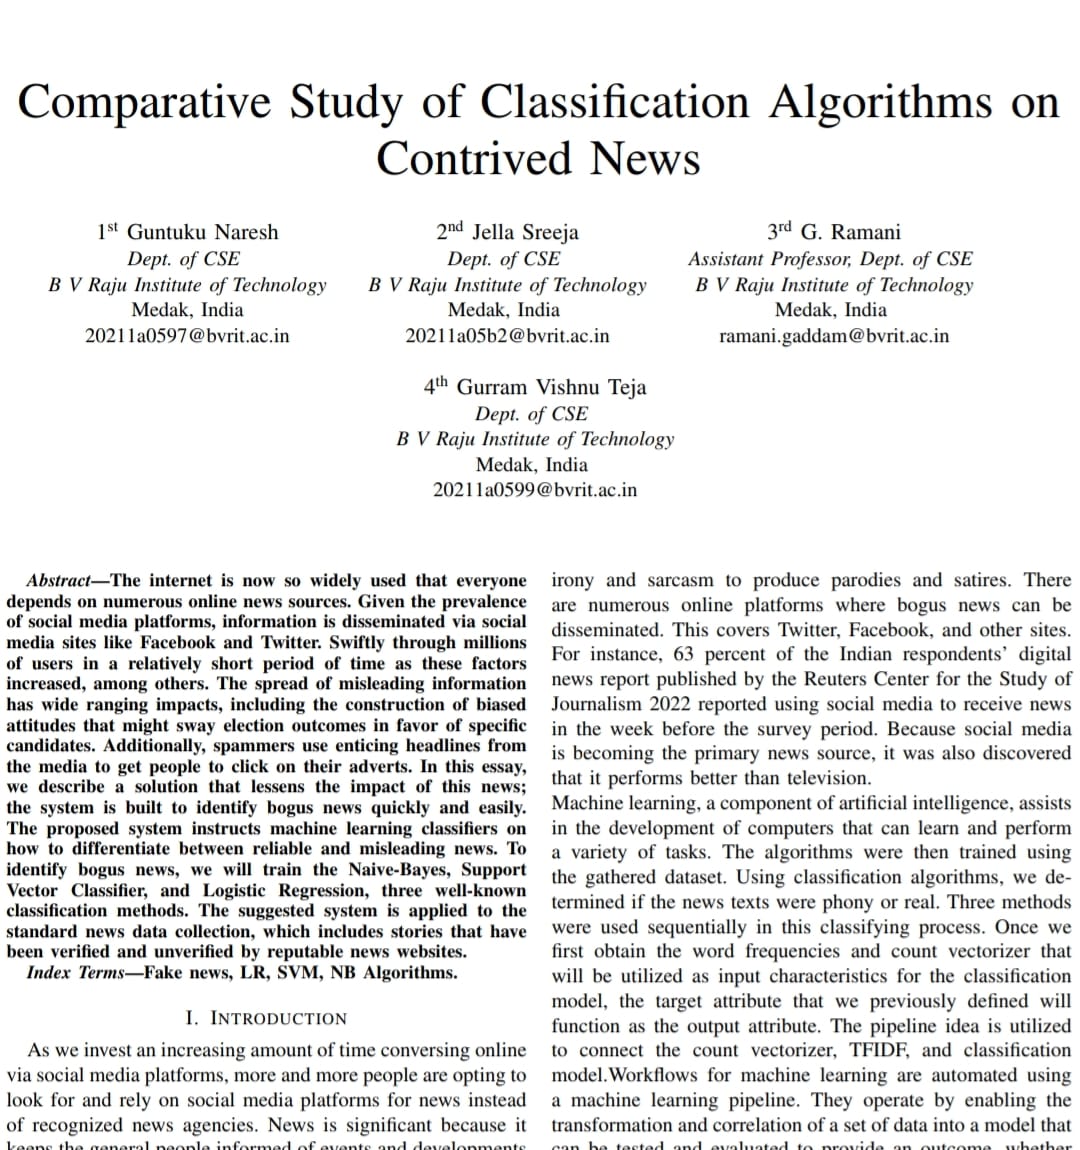 Comparative Study of Classification Algorithms on
Contrived News
1st Guntuku Naresh
Dept. of CSE
B V Raju Institute of Technology
Medak, India
20211a0597@bvrit.ac.in
2nd Jella Sreeja
Dept. of CSE
B V Raju Institute of Technology
Medak, India
20211a05b2@bvrit.ac.in
3rd G. Ramani
Assistant Professor, Dept. of CSE
B V Raju Institute of Technology
Medak, India
ramani.gaddam@bvrit.ac.in
4th Gurram Vishnu Teja
Dept. of CSE
B V Raju Institute of Technology
Medak, India
20211a0599@bvrit.ac.in
Abstract—The internet is now so widely used that everyone
depends on numerous online news sources. Given the prevalence
of social media platforms, information is disseminated via social
media sites like Facebook and Twitter. Swiftly through millions
of users in a relatively short period of time as these factors
increased, among others. The spread of misleading information
has wide ranging impacts, including the construction of biased
attitudes that might sway election outcomes in favor of specific
candidates. Additionally, spammers use enticing headlines from
the media to get people to click on their adverts. In this essay,
we describe a solution that lessens the impact of this news;
the system is built to identify bogus news quickly and easily.
The proposed system instructs machine learning classifiers on
how to differentiate between reliable and misleading news. To
identify bogus news, we will train the Naive-Bayes, Support
Vector Classifier, and Logistic Regression, three well-known
classification methods. The suggested system is applied to the
standard news data collection, which includes stories that have
been verified and unverified by reputable news websites.
Index Terms—Fake news, LR, SVM, NB Algorithms.
I. INTRODUCTION
As we invest an increasing amount of time conversing online
via social media platforms, more and more people are opting to
look for and rely on social media platforms for news instead
of recognized news agencies. News is significant because it
keeps the general people informed of events and developments
irony and sarcasm to produce parodies and satires. There
are numerous online platforms where bogus news can be
disseminated. This covers Twitter, Facebook, and other sites.
For instance, 63 percent of the Indian respondents' digital
news report published by the Reuters Center for the Study of
Journalism 2022 reported using social media to receive news
in the week before the survey period. Because social media
is becoming the primary news source, it was also discovered
that it performs better than television.
Machine learning, a component of artificial intelligence, assists
in the development of computers that can learn and perform
a variety of tasks. The algorithms were then trained using
the gathered dataset. Using classification algorithms, we de-
termined if the news texts were phony or real. Three methods
were used sequentially in this classifying process. Once we
first obtain the word frequencies and count vectorizer that
will be utilized as input characteristics for the classification
model, the target attribute that we previously defined will
function as the output attribute. The pipeline idea is utilized
to connect the count vectorizer, TFIDF, and classification
model.Workflows for machine learning are automated using
a machine learning pipeline. They operate by enabling the
transformation and correlation of a set of data into a model that
can be tested and evaluated to provide an outcome, whether